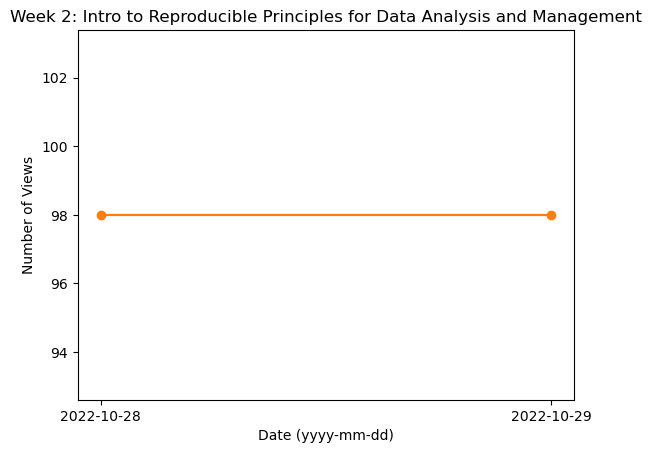 Week 2: Intro to Reproducible Principles for Data Analysis and Management
102
100
98
96
94
Number of Views
2022-10-28
2022-10-29
Date (yyyy-mm-dd)